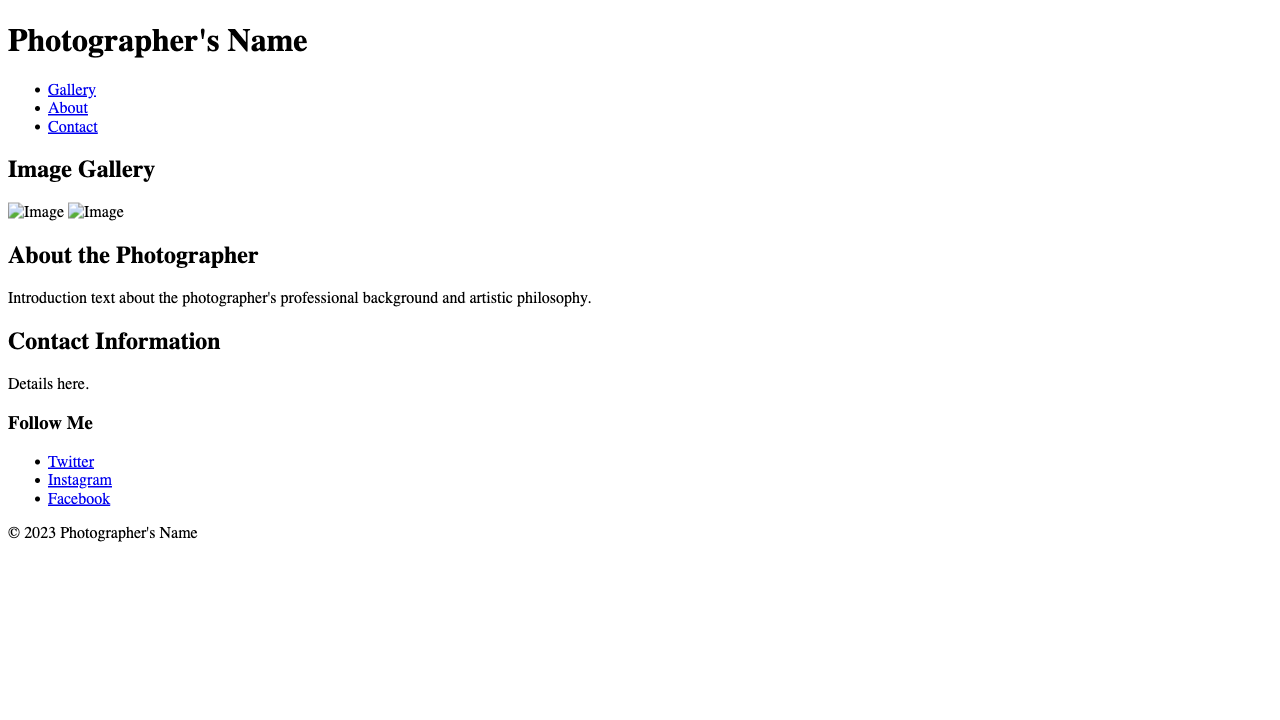 Photographer's Name
Gallery
About
Contact
Image Gallery
Image Image
About the Photographer
Introduction text about the photographer's professional background and artistic philosophy.
Contact Information
Details here.
Follow Me
Twitter
Instagram
Facebook
© 2023 Photographer's Name